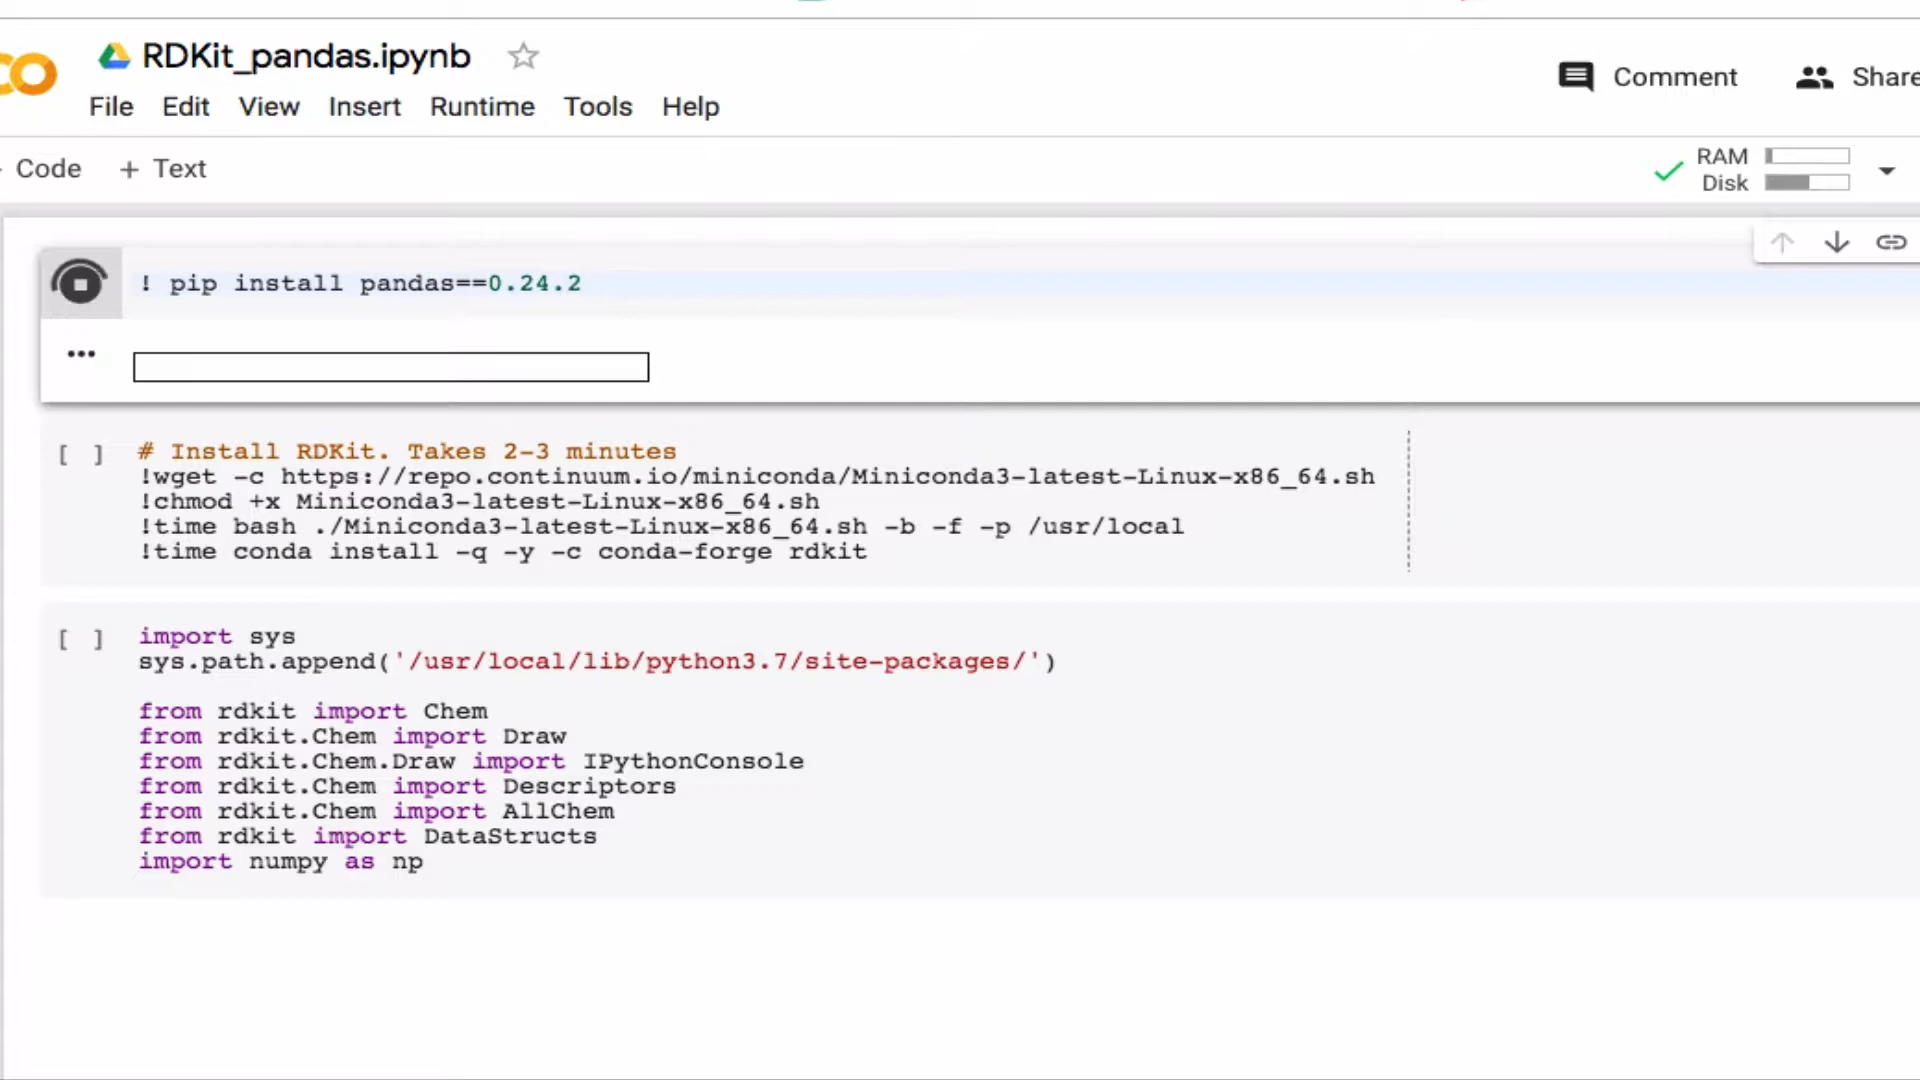 RDKit_pandas.ipynb
Comment
Share
File Edit View Insert Runtime Tools Help
Code + Text
RAM
Disk
! pip install pandas==0.24.2
[ ]
# Install RDKit. Takes 2-3 minutes
!wget -c https://repo.continuum.io/miniconda/Miniconda3-latest-Linux-x86_64.sh
!chmod +x Miniconda3-latest-Linux-x86_64.sh
!time bash ./Miniconda3-latest-Linux-x86_64.sh -b -f -p /usr/local
!time conda install -q -y -c conda-forge rdkit
[ ]
import sys
sys.path.append('/usr/local/lib/python3.7/site-packages/')
from rdkit import Chem
from rdkit.Chem import Draw
from rdkit.Chem.Draw import IPythonConsole
from rdkit.Chem import Descriptors
from rdkit.Chem import AllChem
from rdkit import DataStructs
import numpy as np